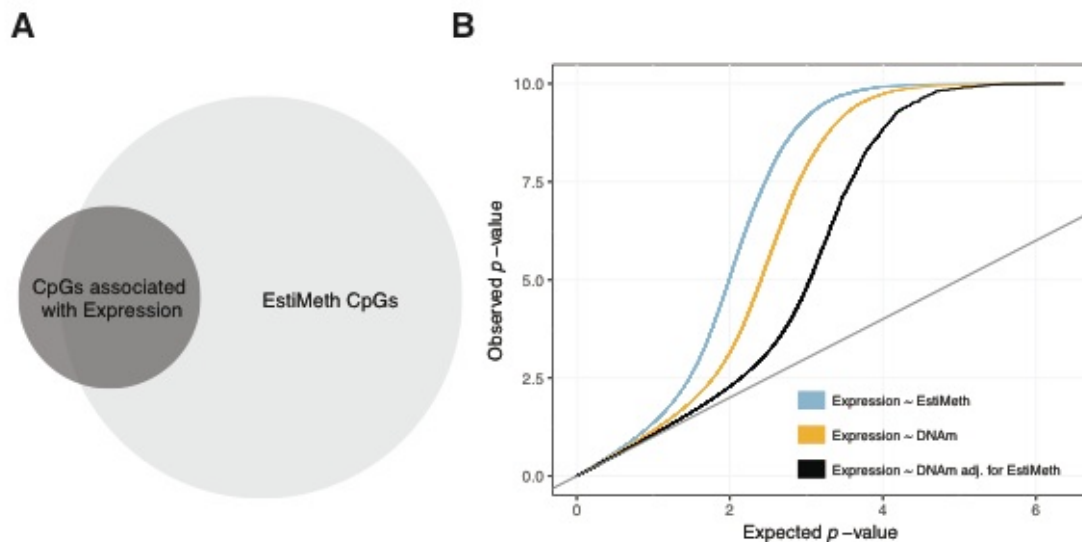 A
B
CpGs associated
with Expression
EstiMeth CpGs
Observed p–value
10.0
7.5
5.0
2.5
0.0
Expression ~ EstiMeth
Expression ~ DNAm
Expression ~ DNAm adj. for EstiMeth
0
2
4
6
Expected p–value